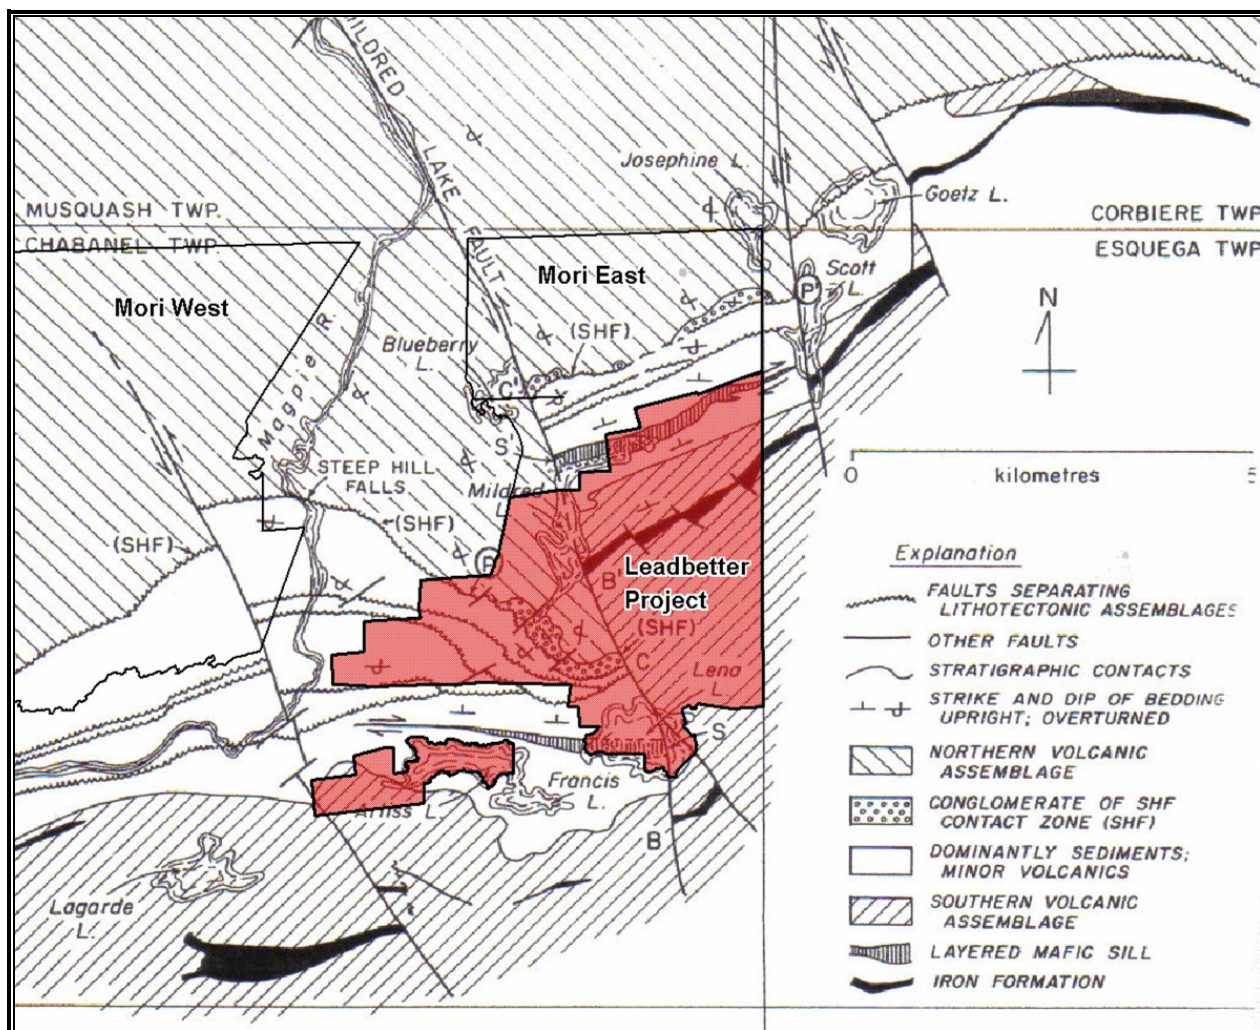 MILDRED
LAKE
FAULT
Josephine L.
Goetz L.
MUSQUASH TWP.
CHABANEL TWP.
CORBIERE TWP.
ESQUEGA TWP.
Mori West
Mori East
Scott
L.
P'
N
Magpie R.
Blueberry
L.
(SHF)
C'
S'
STEEP HILL
FALLS
Mildred
(SHF)
(SHF)
P
B'
Leadbetter
Project
(SHF)
C
Lena
L.
S
Francis
L.
Arliss L.
B
Lagarde
L.
0 5
kilometres
Explanation
FAULTS SEPARATING
LITHOTECTONIC ASSEMBLAGES
OTHER FAULTS
STRATIGRAPHIC CONTACTS
STRIKE AND DIP OF BEDDING
UPRIGHT; OVERTURNED
NORTHERN VOLCANIC
ASSEMBLAGE
CONGLOMERATE OF SHF
CONTACT ZONE (SHF)
DOMINANTLY SEDIMENTS;
MINOR VOLCANICS
SOUTHERN VOLCANIC
ASSEMBLAGE
LAYERED MAFIC SILL
IRON FORMATION